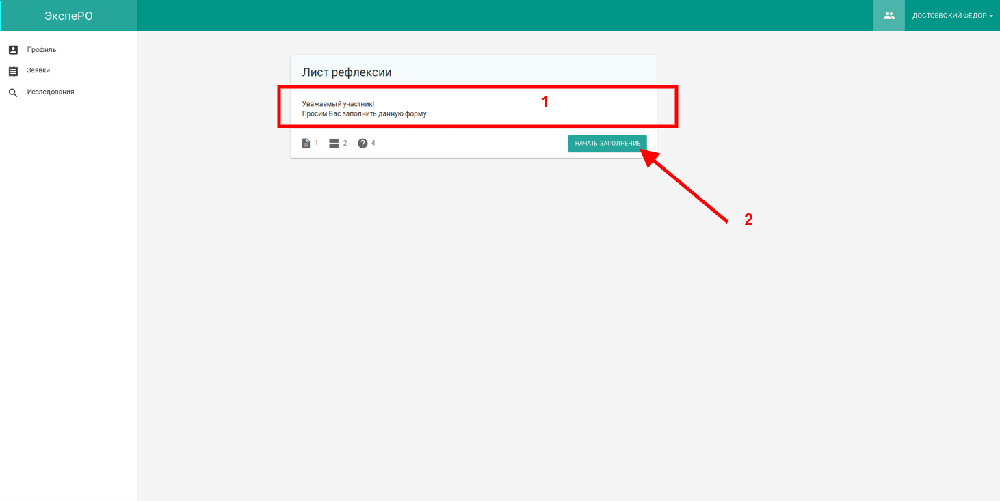 ЭкспеРО
ДОСТОЕВСКИЙ ФЁДОР
Профиль
Заявки
Исследования
Лист рефлексии
Уважаемый участник!
1
Просим Вас заполнить данную форму.
1 2 4
НАЧАТЬ ЗАПОЛНЕНИЕ
2